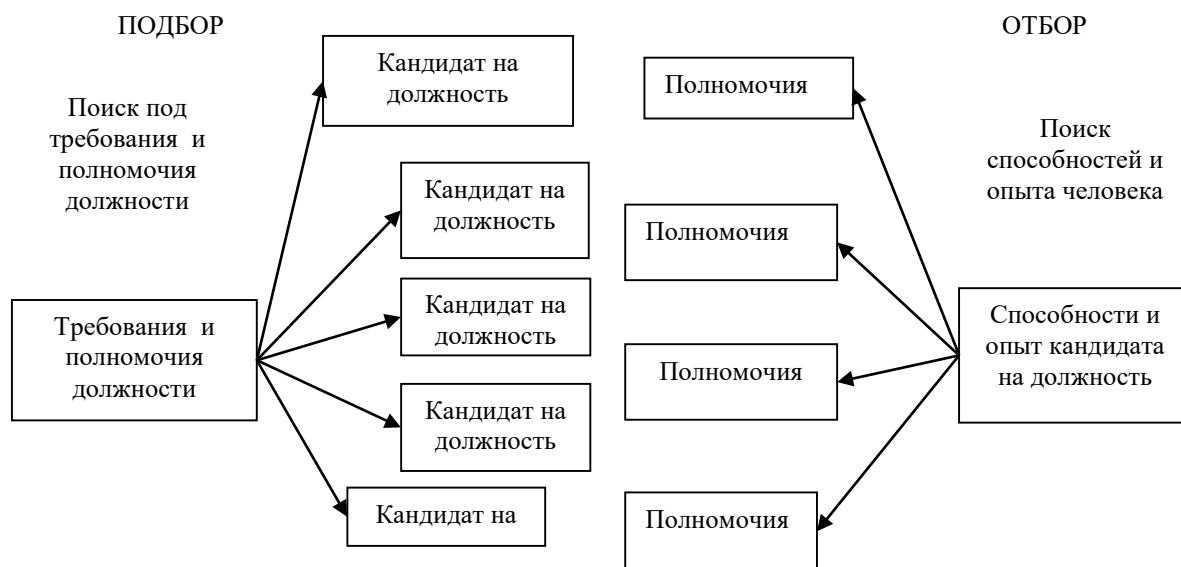 ПОДБОР
Поиск под
требования и
полномочия
должности
Требования и
полномочия
должности
Кандидат на
должность
Кандидат на
должность
Кандидат на
должность
Кандидат на
должность
Кандидат на
ОТБОР
Полномочия
Полномочия
Полномочия
Полномочия
Поиск
способностей и
опыта человека
Способности и
опыт кандидата
на должность